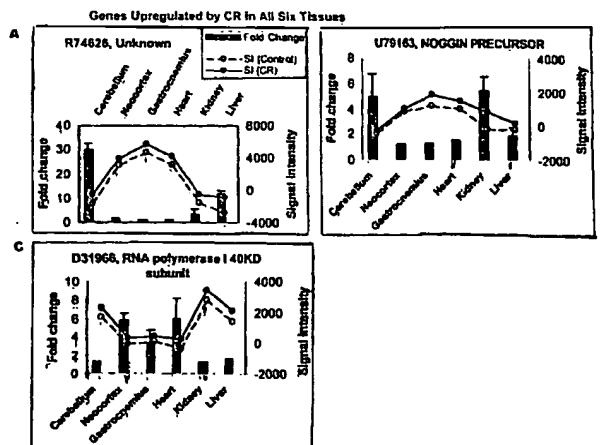 Genes Upregulated by CR in All Six Tissues
A
R74626, Unknown
Fold Change
SI (Control)
SI (CR)
Cerebellum
Neocortex
Gastrocnemius
Heart
Kidney
Liver
Fold change
40
30
20
10
0
Signal Intensity
8000
4000
0
-4000
U79163, NOGGIN PRECURSOR
Fold change
8
6
4
2
0
Signal Intensity
4000
2000
0
-2000
Cerebellum
Neocortex
Gastrocnemius
Heart
Kidney
Liver
C
D31966, RNA polymerase I 40KD
subunit
Fold change
10
8
6
4
2
0
Signal Intensity
4000
2000
0
-2000
Cerebellum
Neocortex
Gastrocnemius
Heart
Kidney
Liver